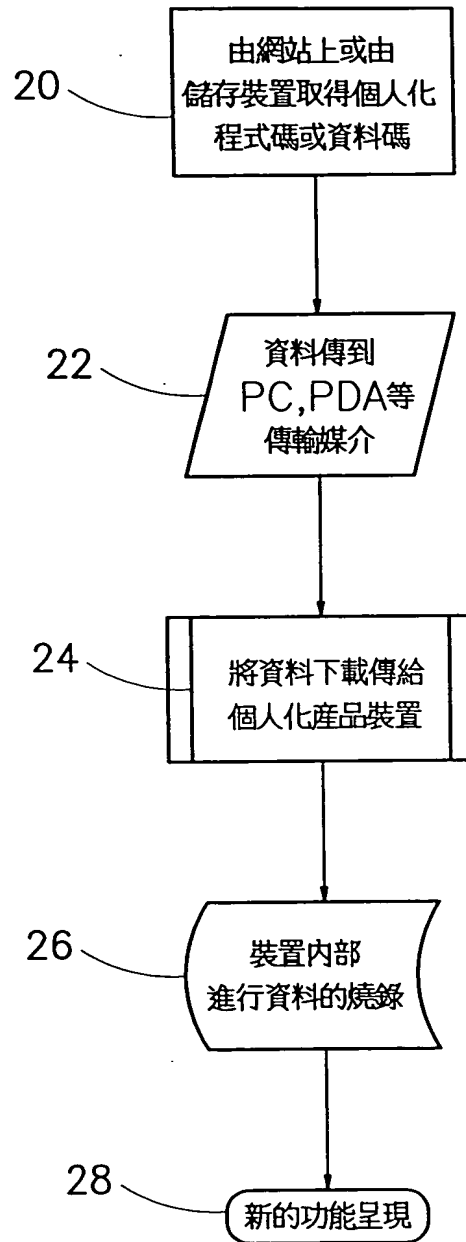 20
由網站上或由
儲存裝置取得個人化
程式碼或資料碼
22
資料傳到
PC,PDA等
傳輸媒介
24
將資料下載傳給
個人化產品裝置
26
裝置內部
進行資料的燒錄
28
新的功能呈現